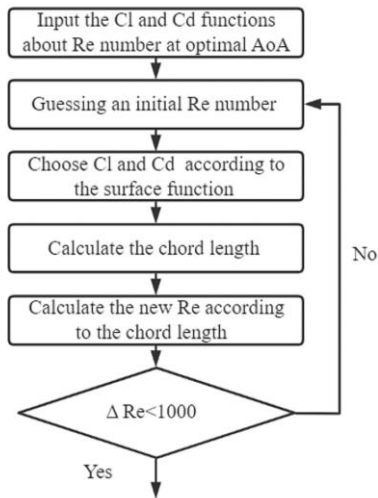 Input the Cl and Cd functions
about Re number at optimal AoA
Guessing an initial Re number
Choose Cl and Cd according to
the surface function
Calculate the chord length
No
Calculate the new Re according
to the chord length
Δ Re<1000
Yes